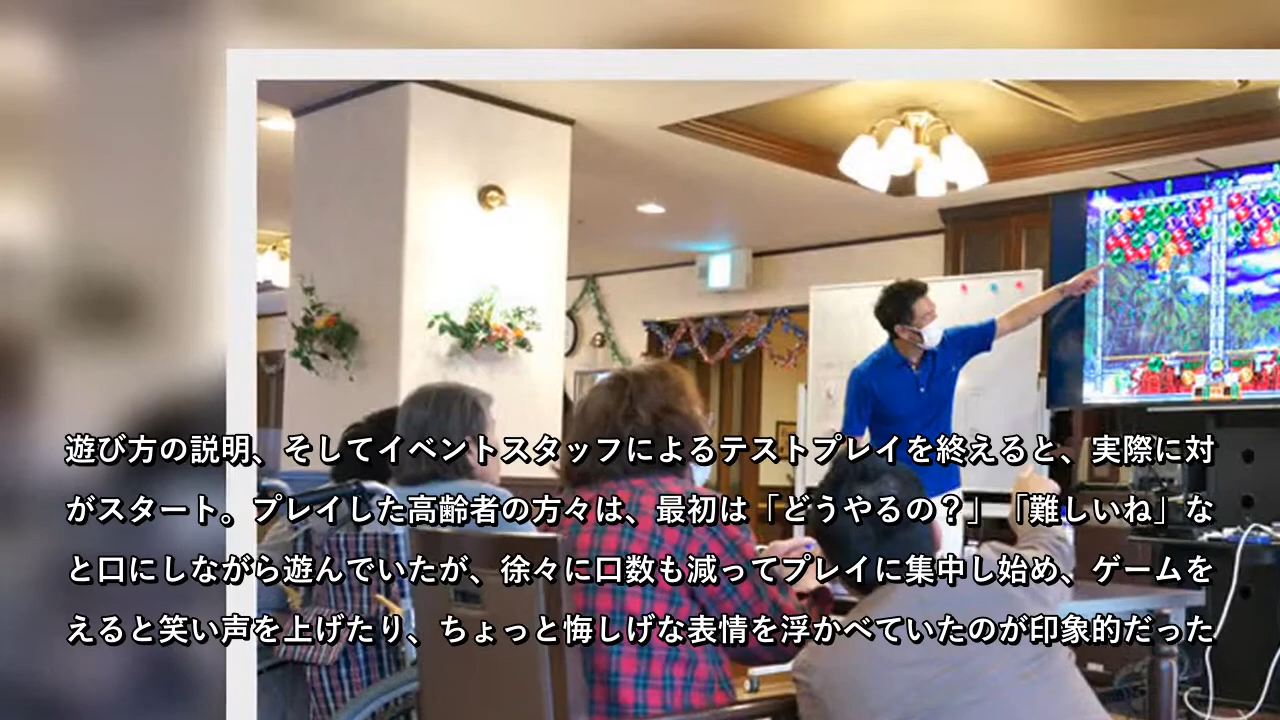 遊び方の説明、そしてイベントスタッフによるテストプレイを終えると、実際に対
がスタート。プレイした高齢者の方々は、最初は「どうやるの？」「難しいね」な
と口にしながら遊んでいたが、徐々に口数も減ってプレイに集中し始め、ゲームを
えると笑い声を上げたり、ちょっと悔しげな表情を浮かべていたのが印象的だった